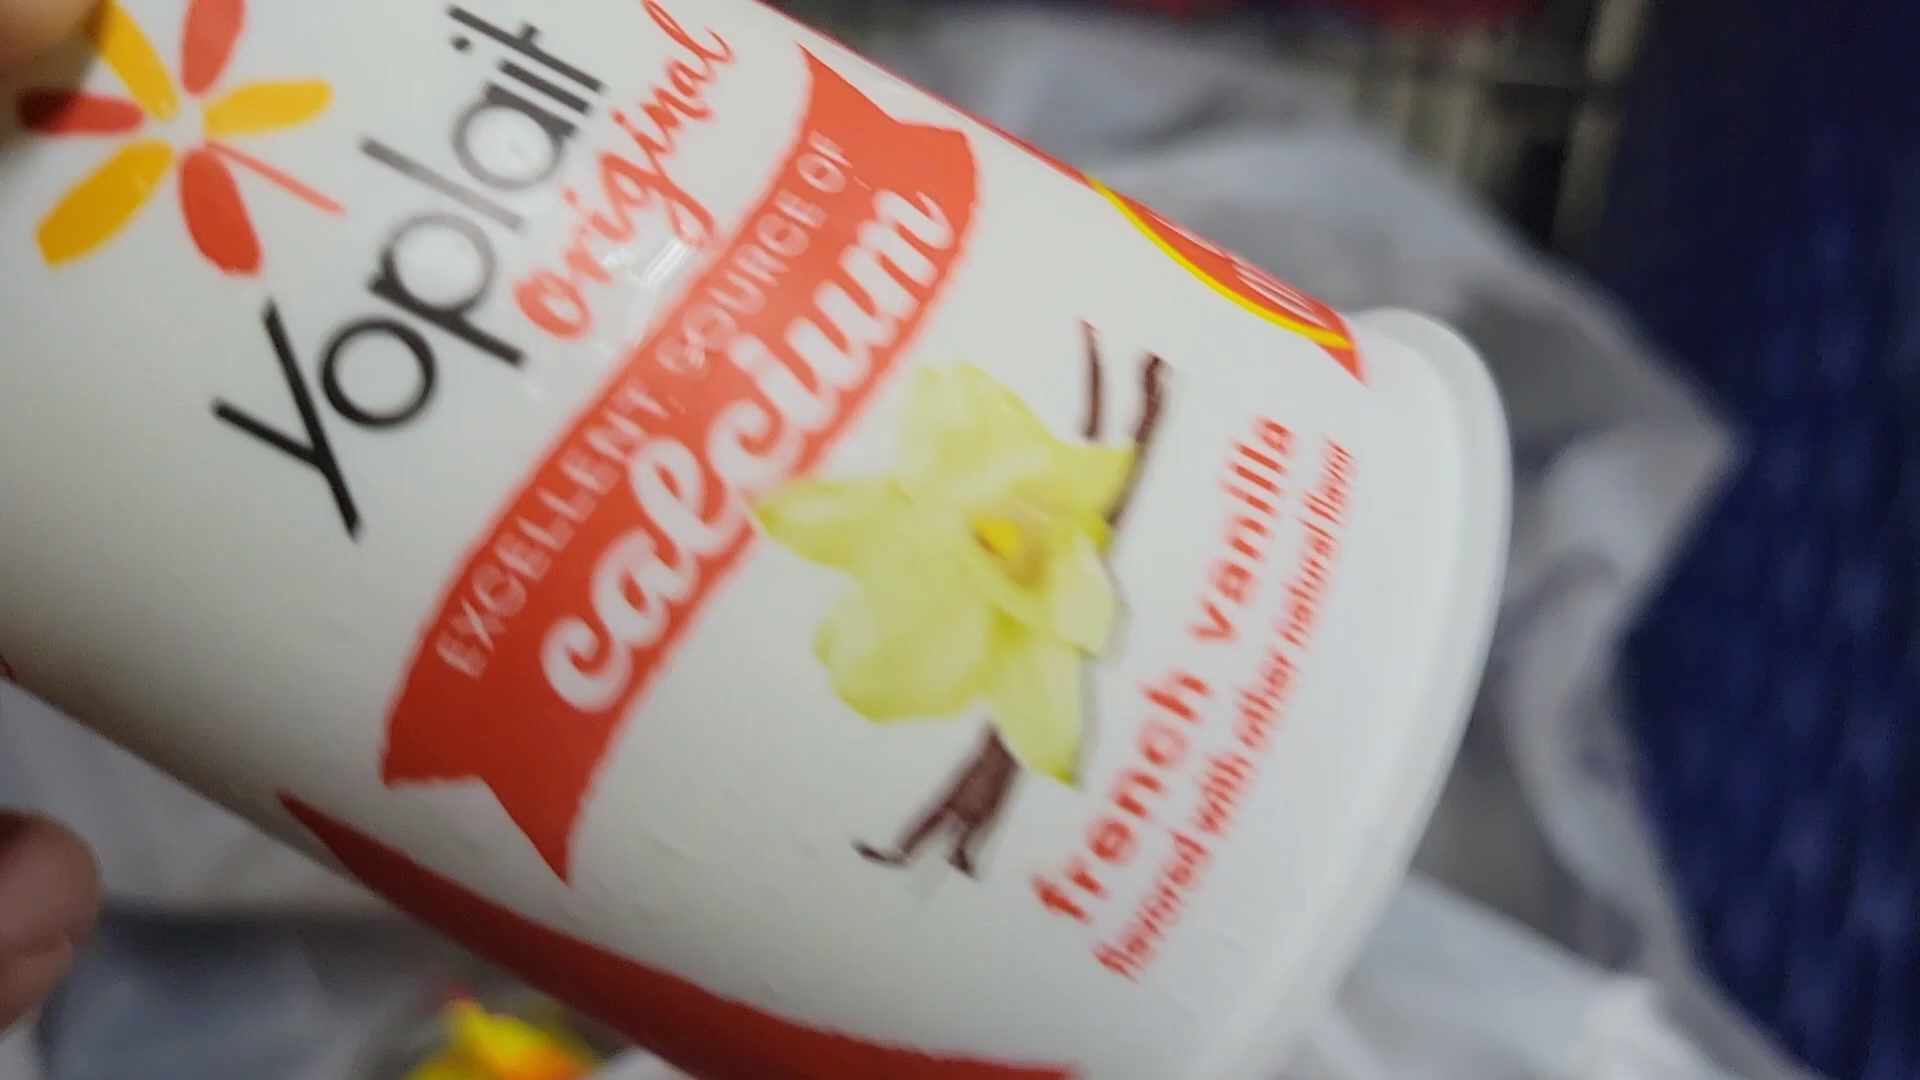 Yoplait
original
EXCELLENT SOURCE OF
calcium
french vanilla
flavored with other natural flavor